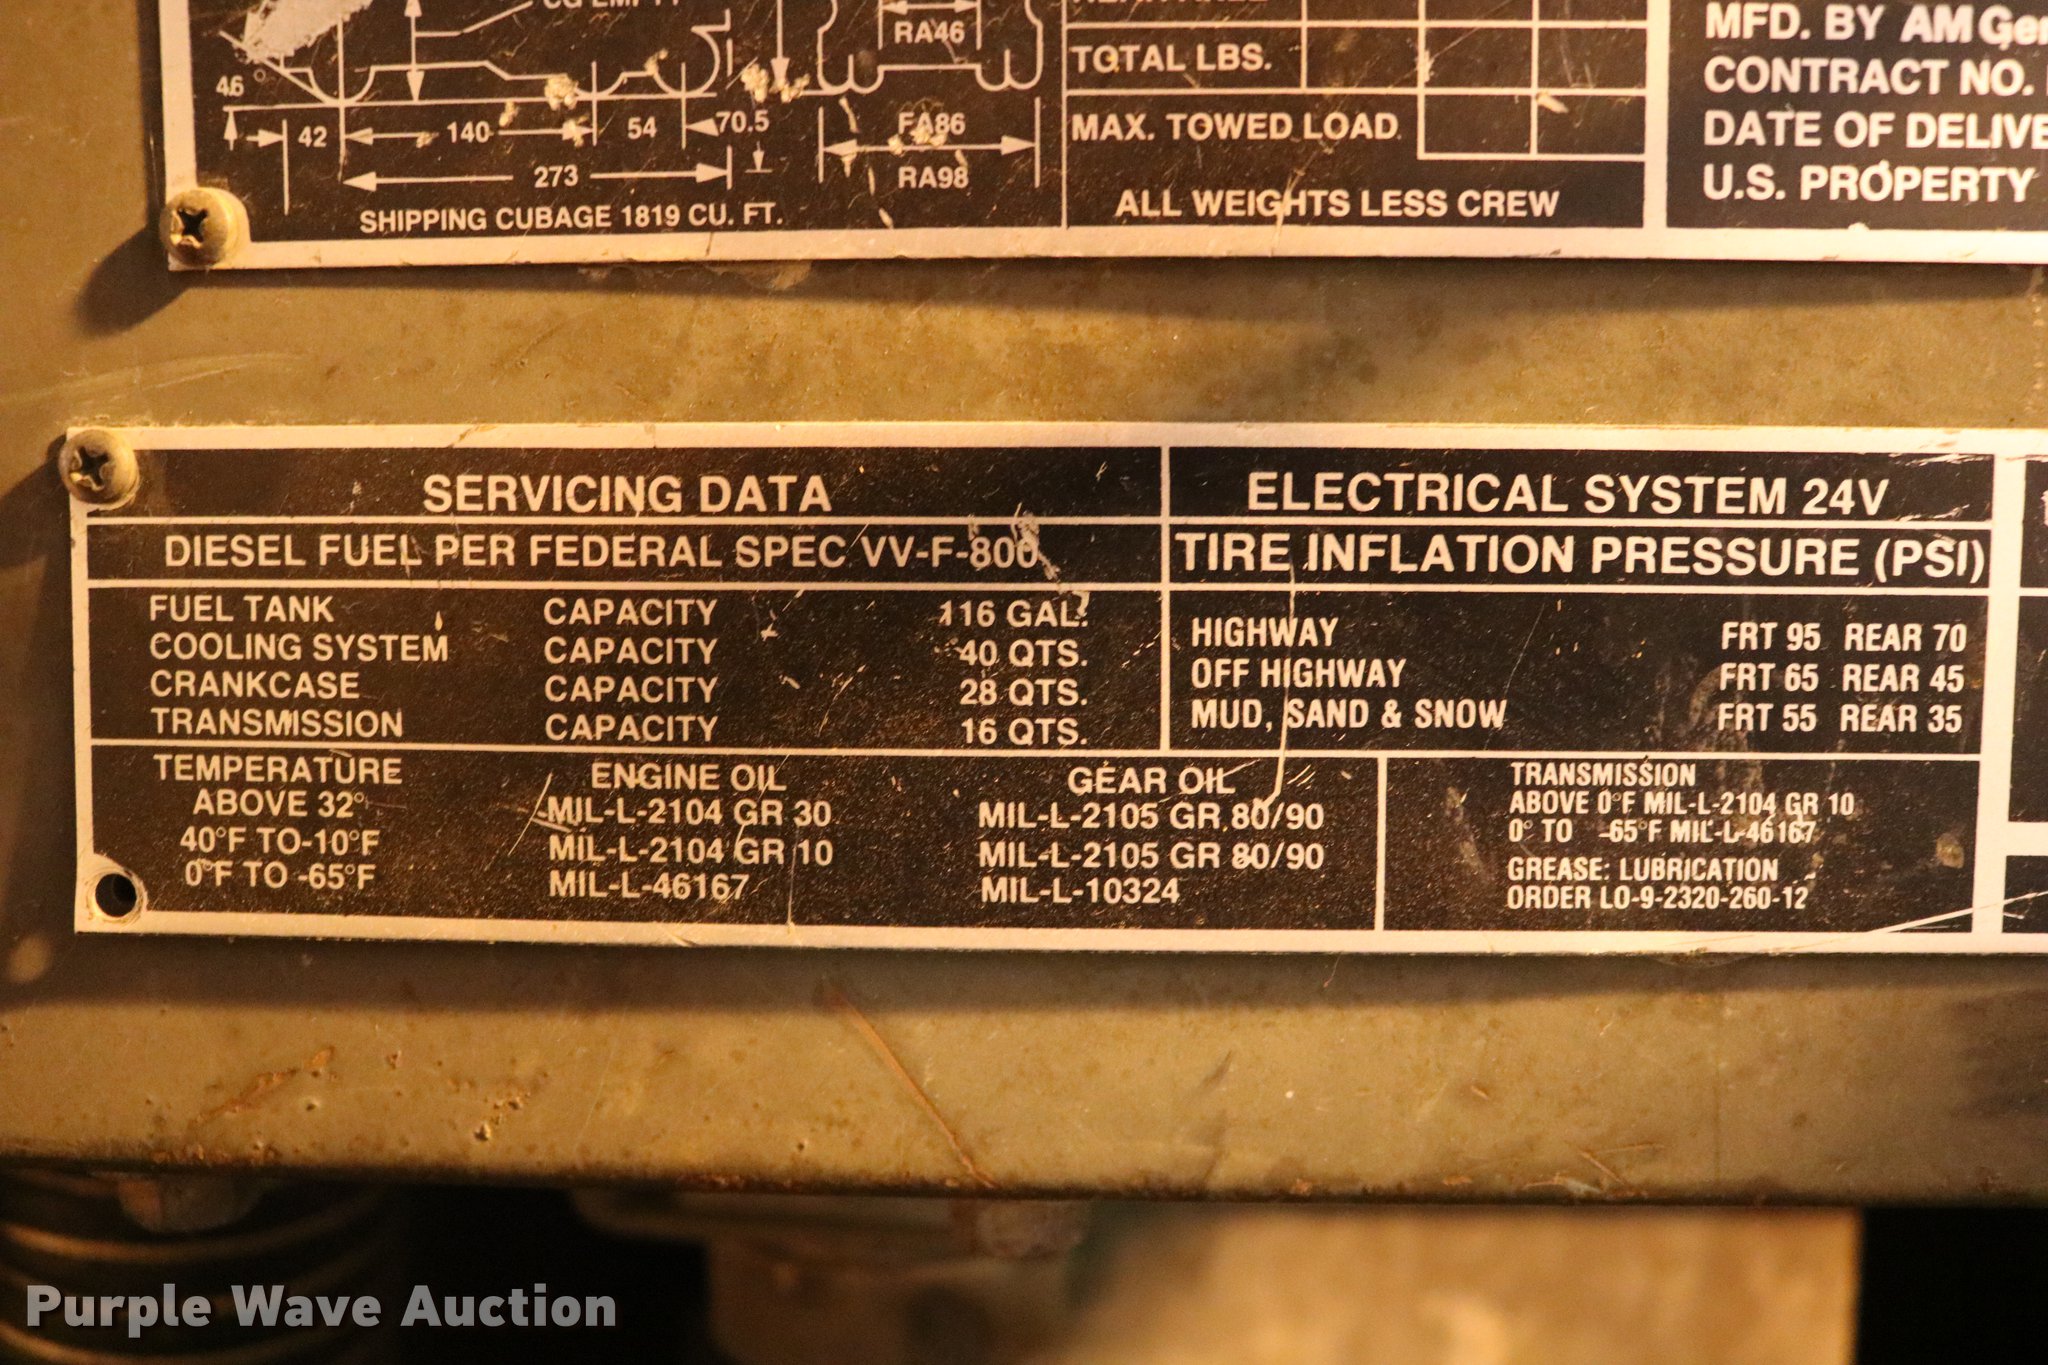 RA46
46
42
140
54
70.5
273
FA86
RA98
SHIPPING CUBAGE 1819 CU. FT.
TOTAL LBS.
MAX. TOWED LOAD
ALL WEIGHTS LESS CREW
MFD. BY AM
CONTRACT NO.
DATE OF
U.S. PROPERTY
SERVICING DATA
DIESEL FUEL PER FEDERAL SPEC VV-F-800
FUEL TANK CAPACITY 116 GAL.
COOLING SYSTEM CAPACITY 40 QTS.
CRANKCASE CAPACITY 28 QTS.
TRANSMISSION CAPACITY 16 QTS.
ELECTRICAL SYSTEM 24V
TIRE INFLATION PRESSURE (PSI)
HIGHWAY FRT 95 REAR 70
OFF HIGHWAY FRT 65 REAR 45
MUD, SAND & SNOW FRT 55 REAR 35
TEMPERATURE ENGINE OIL GEAR OIL
ABOVE 32° MIL-L-2104 GR 30 MIL-L-2105 GR 80/90
40°F TO -10°F MIL-L-2104 GR 10 MIL-L-2105 GR 80/90
0°F TO -65°F MIL-L-46167 MIL-L-10324
TRANSMISSION
ABOVE 0°F MIL-L-2104 GR 10
0° TO -65°F MIL-L-46167
GREASE: LUBRICATION
ORDER LO-9-2320-260-12
Purple Wave Auction